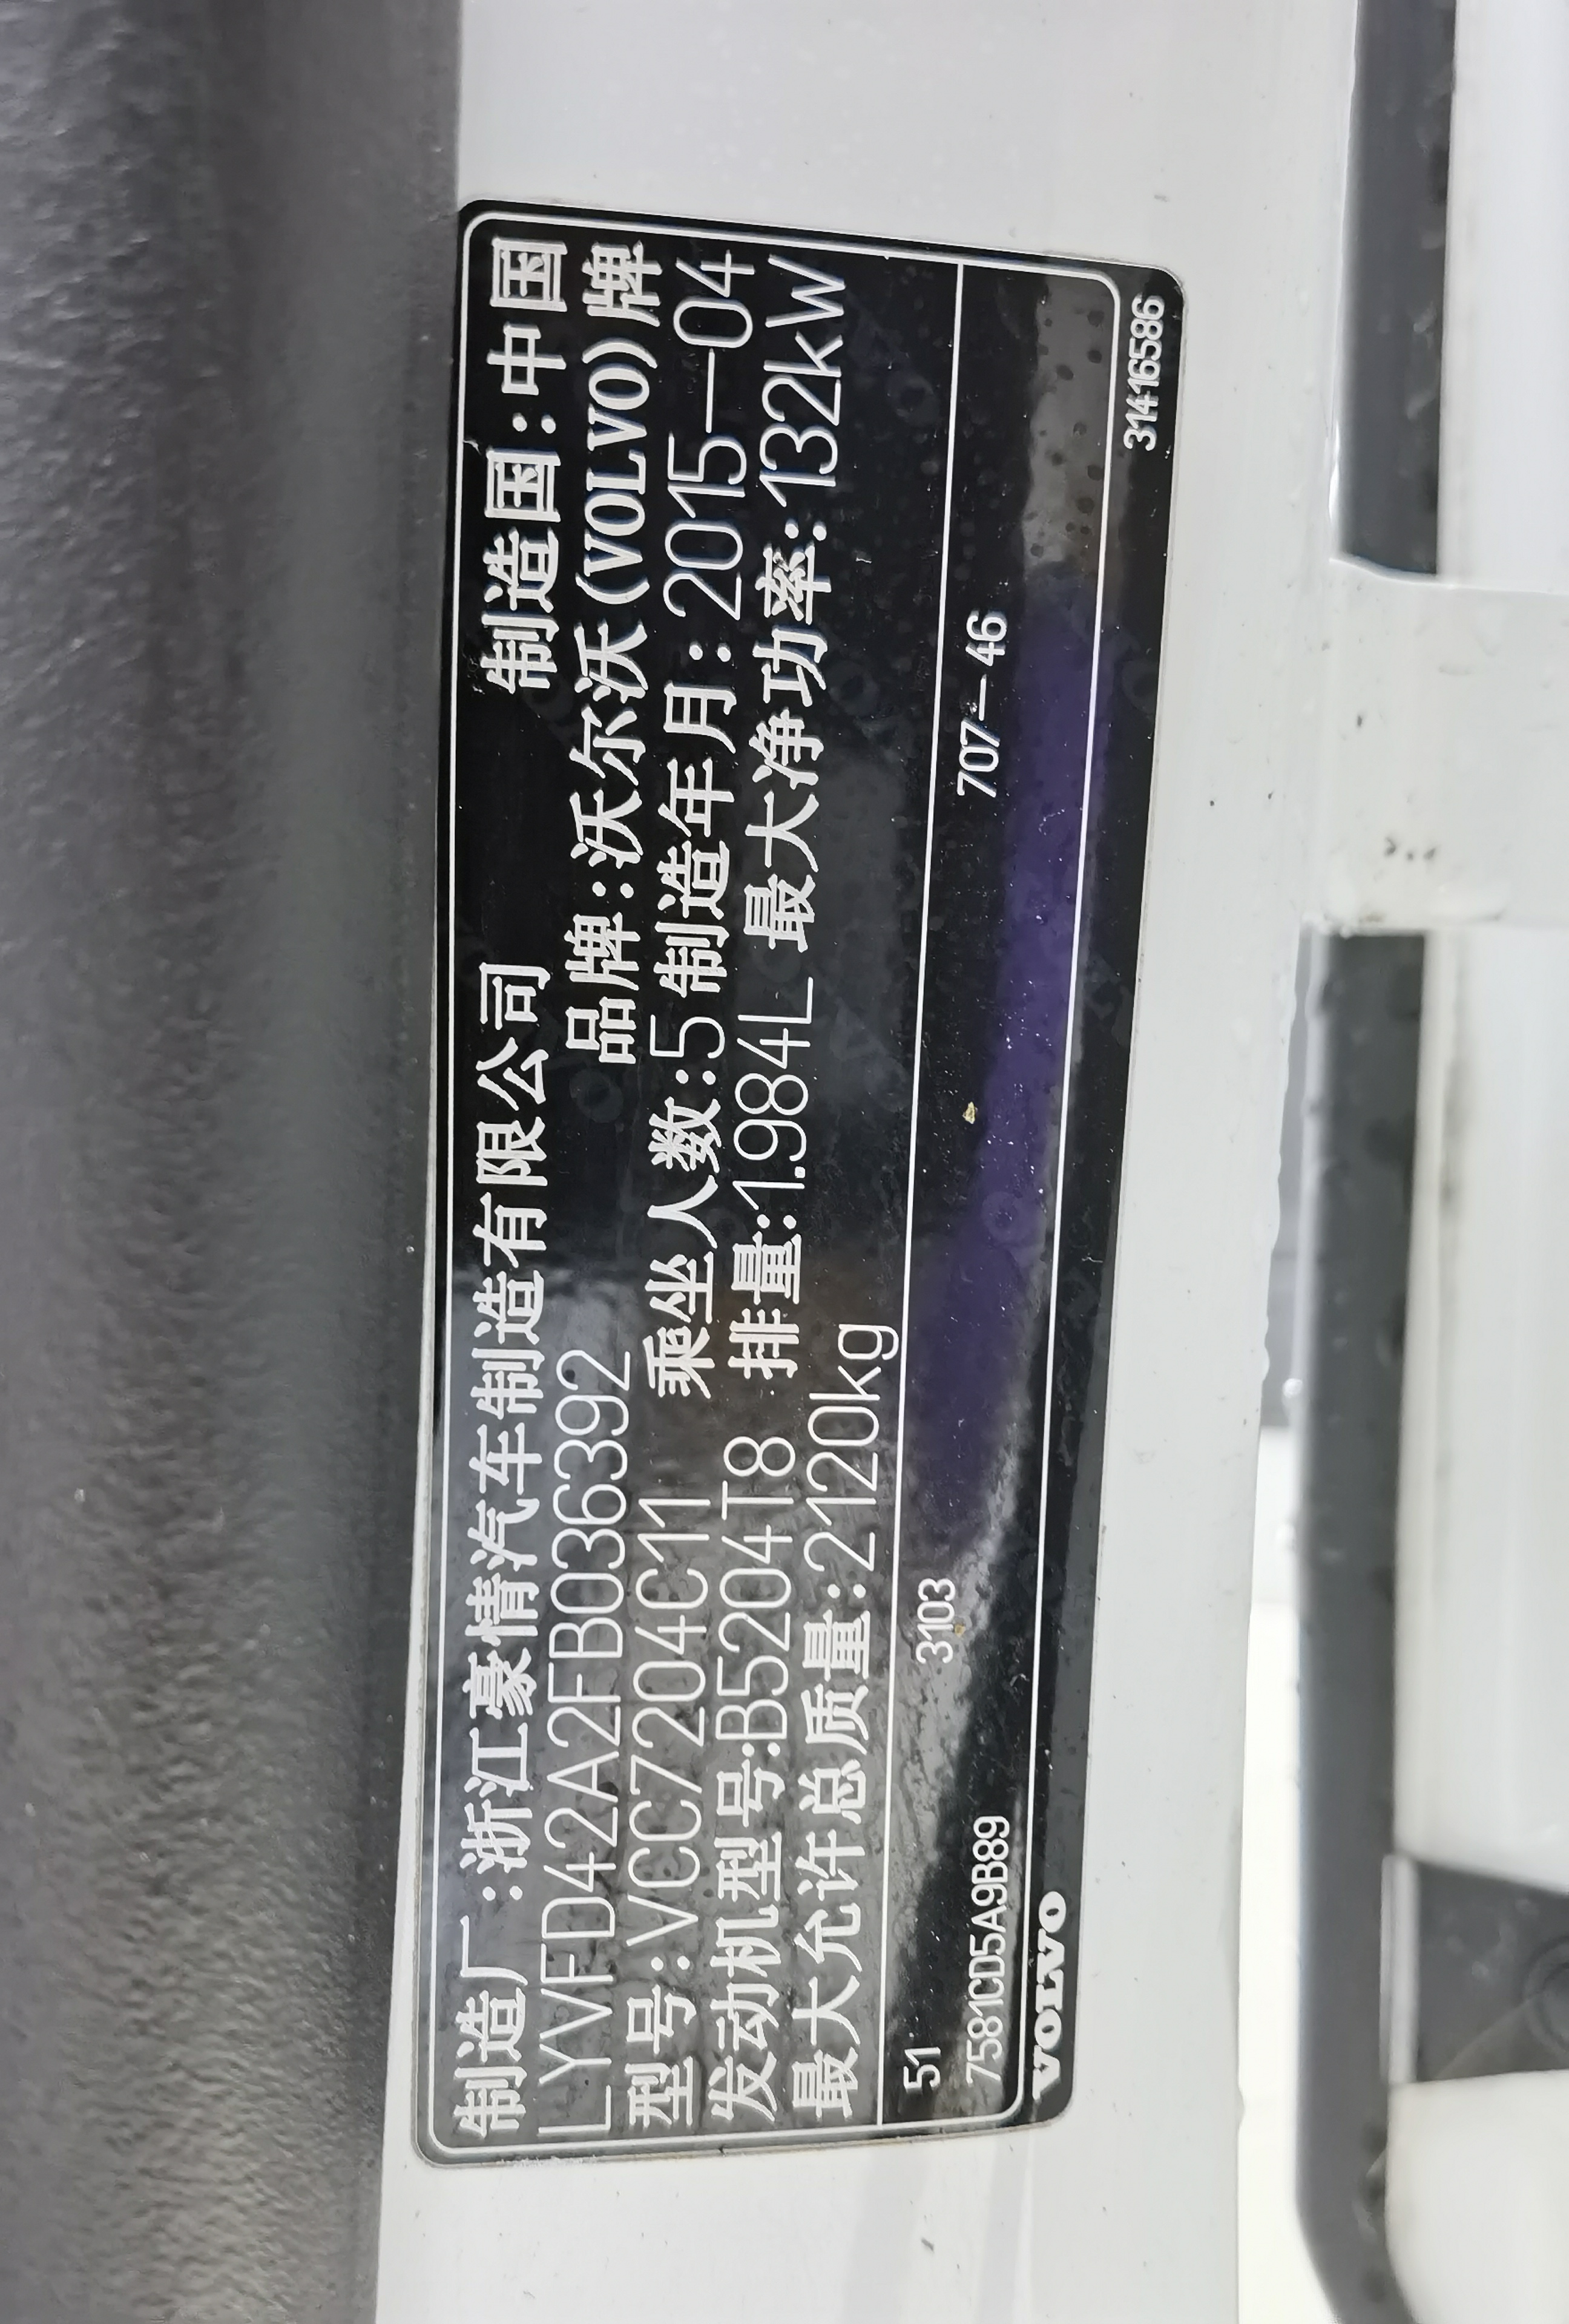 制造厂:浙江豪情汽车制造有限公司 制造国:中国
LYVFD42A2FB036392 品牌:沃尔沃(VOLVO)牌
型号:VCC7204C11 乘坐人数:5 制造年月:2015-04
发动机型号:B5204T8 排量:1.984L 最大净功率:132kW
最大允许总质量:2120kg
51 3103 707-46
7581CD5A9B89
VOLVO 31416586